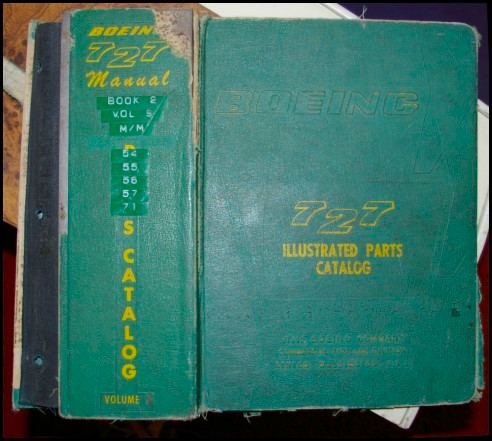 BOEING
727
Manual
BOOK 2
VOL 5
M/M
54
55
56
57
71
S CATALOG
VOLUME
BOEING
727
ILLUSTRATED PARTS
CATALOG
THE BOEING COMPANY